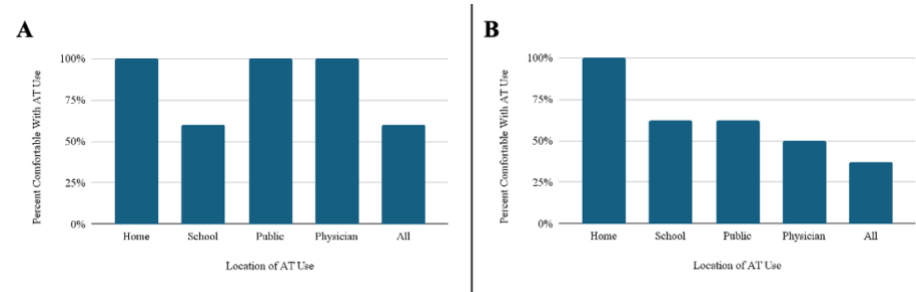 A
Percent Comfortable With AT Use
100%
75%
50%
25%
0%
Home School Public Physician All
Location of AT Use
B
Percent Comfortable With AT Use
100%
75%
50%
25%
0%
Home School Public Physician All
Location of AT Use